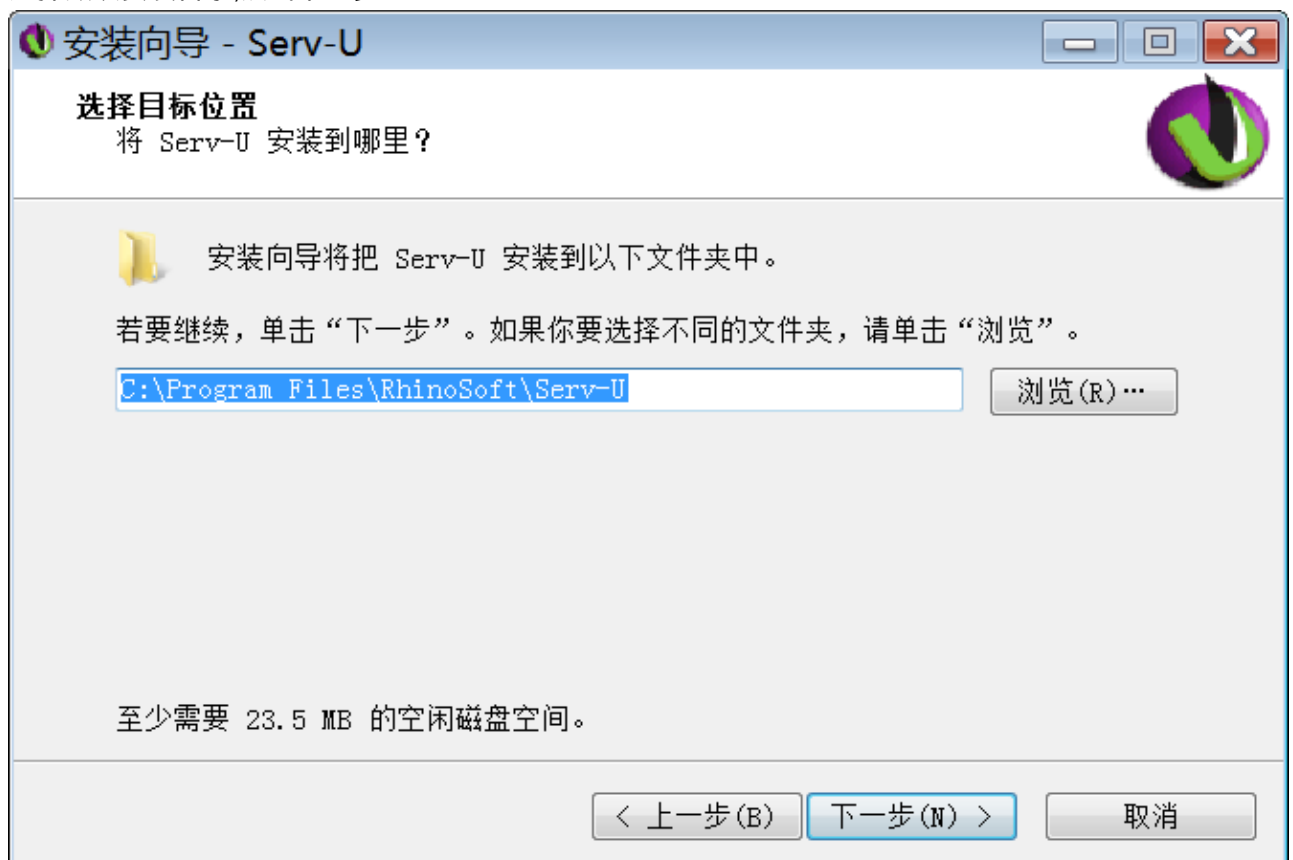 安装向导 - Serv-U
选择目标位置
将 Serv-U 安装到哪里?
安装向导将把 Serv-U 安装到以下文件夹中。
若要继续,单击“下一步”。如果你要选择不同的文件夹,请单击“浏览”。
C:\Program Files\RhinoSoft\Serv-U
浏览(R)…
至少需要 23.5 MB 的空闲磁盘空间。
< 上一步(B)
下一步(N) >
取消